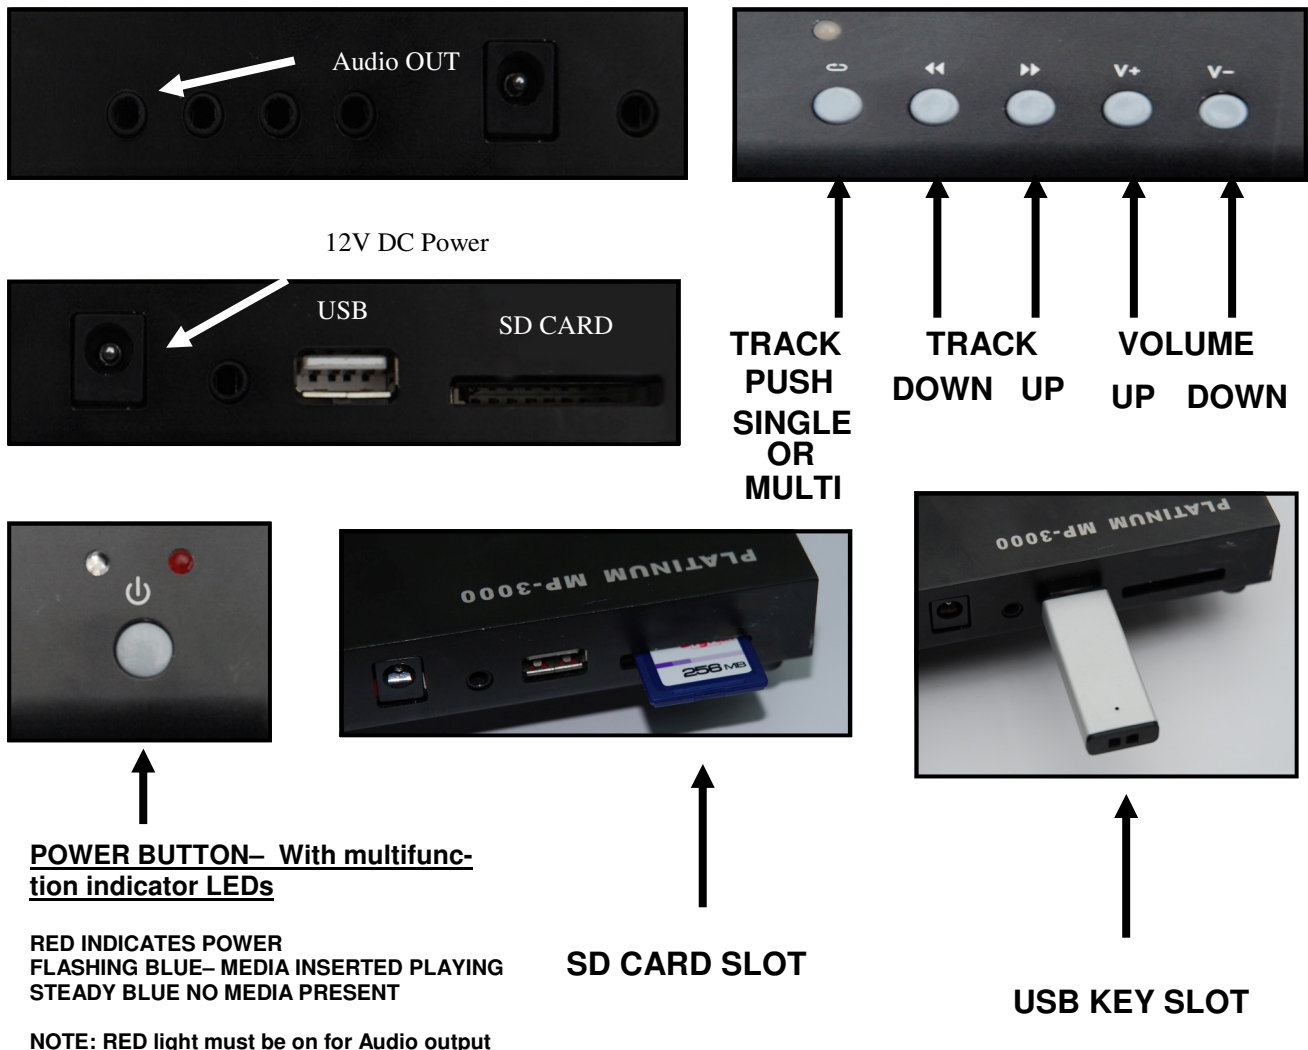 Audio OUT
V+
V-
12V DC Power
USB
SD CARD
TRACK
PUSH
SINGLE
OR
MULTI
TRACK
DOWN UP
VOLUME
UP DOWN
PLATINUM MP-3000
256 MB
PLATINUM MP-3000
POWER BUTTON– With multifunc-
tion indicator LEDs
RED INDICATES POWER
FLASHING BLUE– MEDIA INSERTED PLAYING
STEADY BLUE NO MEDIA PRESENT
NOTE: RED light must be on for Audio output
SD CARD SLOT
USB KEY SLOT